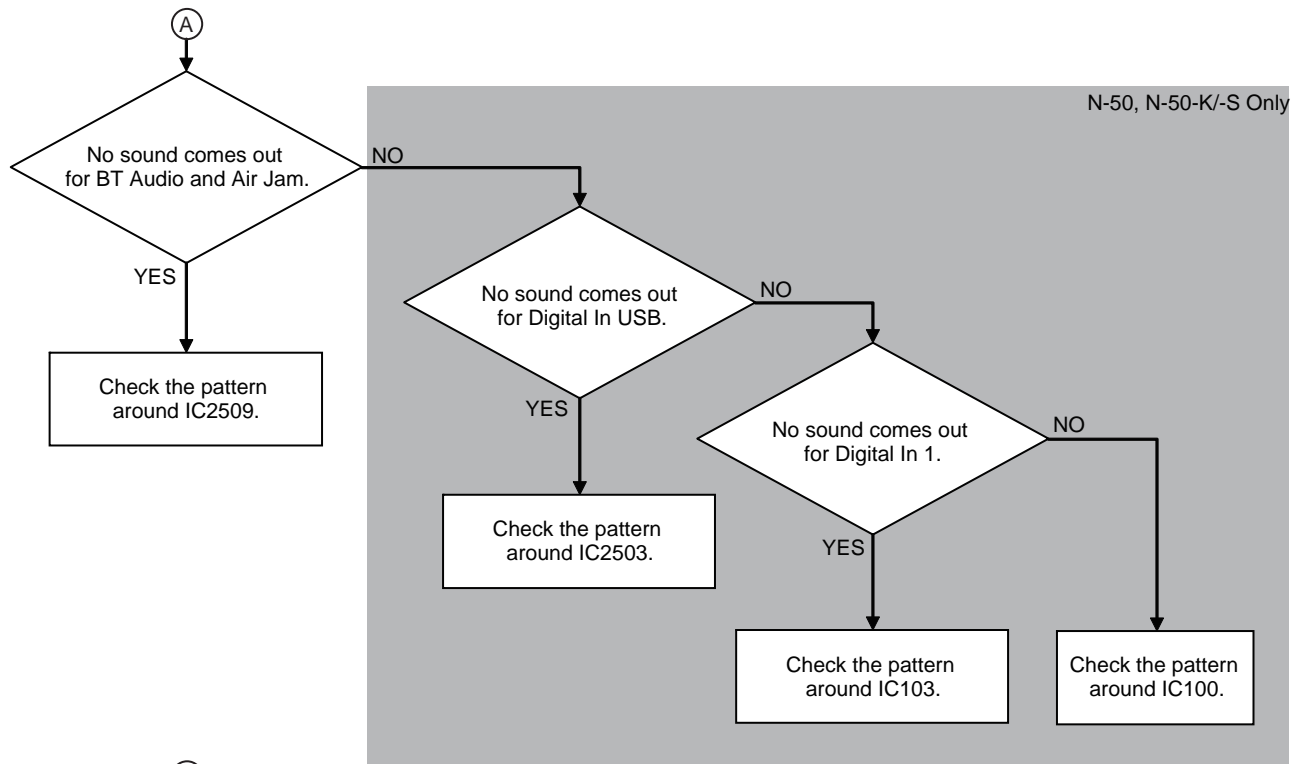 A
N-50, N-50-K/-S Only
No sound comes out
for BT Audio and Air Jam.
NO
YES
Check the pattern
around IC2509.
No sound comes out
for Digital In USB.
NO
YES
Check the pattern
around IC2503.
No sound comes out
for Digital In 1.
NO
YES
Check the pattern
around IC103.
Check the pattern
around IC100.